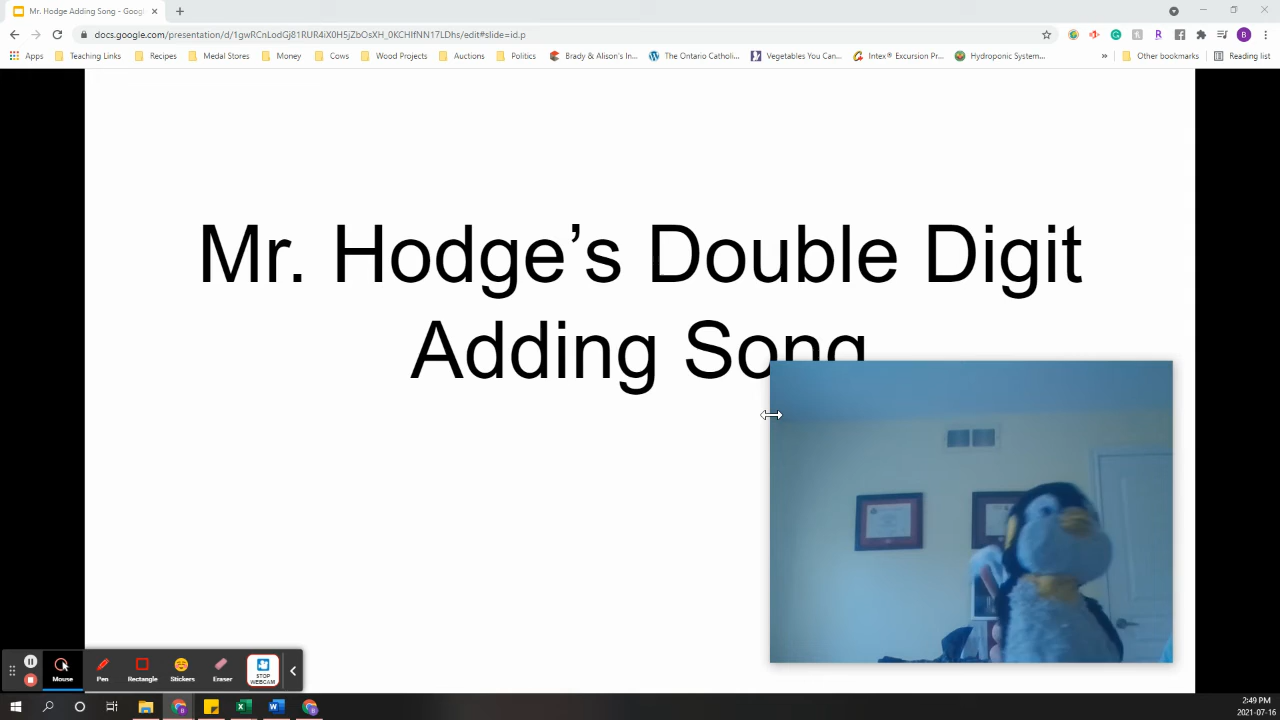 Mr. Hodge Adding Song - Goog
docs.google.com/presentation/d/1gwRCnLodGj81RUR4iX0H5jZbOsXH_0KCHIfNN17LDhs/edit#slide=id.p
Apps Teaching Links Recipes Medal Stores Money Cows Wood Projects Auctions Politics Brady & Alison's In... The Ontario Catholi... Vegetables You Can... Intex® Excursion Pr... Hydroponic System... » Other bookmarks Reading list
Mr. Hodge’s Double Digit
Adding Song
Mouse Pen Rectangle Stickers Eraser STOP WEBCAM
2:49 PM
2021-07-16